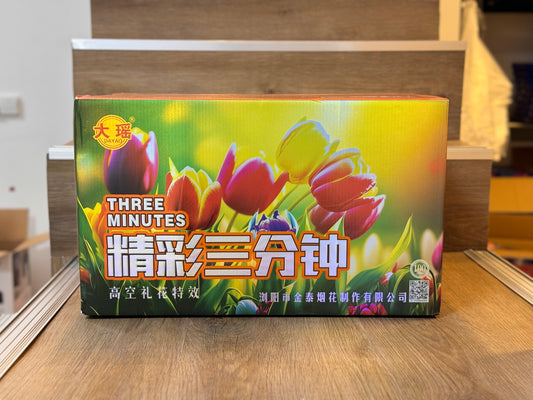 大瑶
DAYAO
THREE
MINUTES
精彩三分钟
高空礼花特效
浏阳市金泰烟花制作有限公司